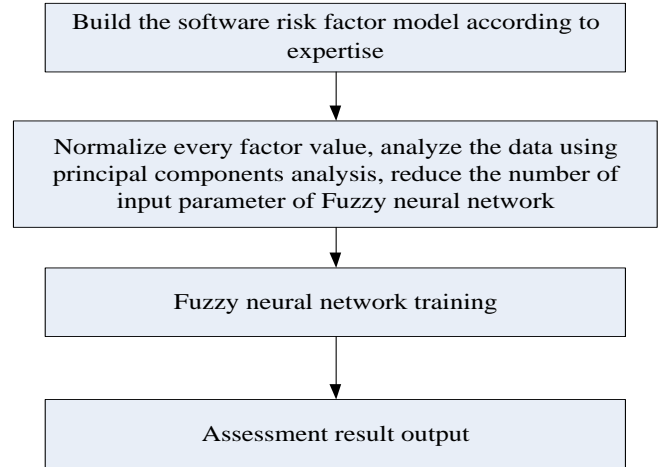 Build the software risk factor model according to
expertise
Normalize every factor value, analyze the data using
principal components analysis, reduce the number of
input parameter of Fuzzy neural network
Fuzzy neural network training
Assessment result output